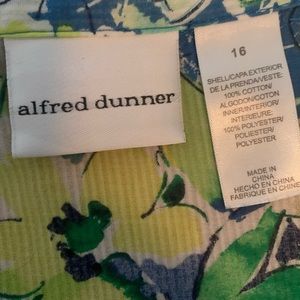 alfred dunner
16
SHELL/CAPA EXTERIOR
DE LA PRENDA/VESTE:
100% COTTON/
ALGODON/COTON
INNER/INTERIOR/
INTERIEURE:
100% POLYESTER/
POLIESTER/
POLYESTER
MADE IN
CHINA
HECHO EN CHINA
FABRIQUE EN CHINE